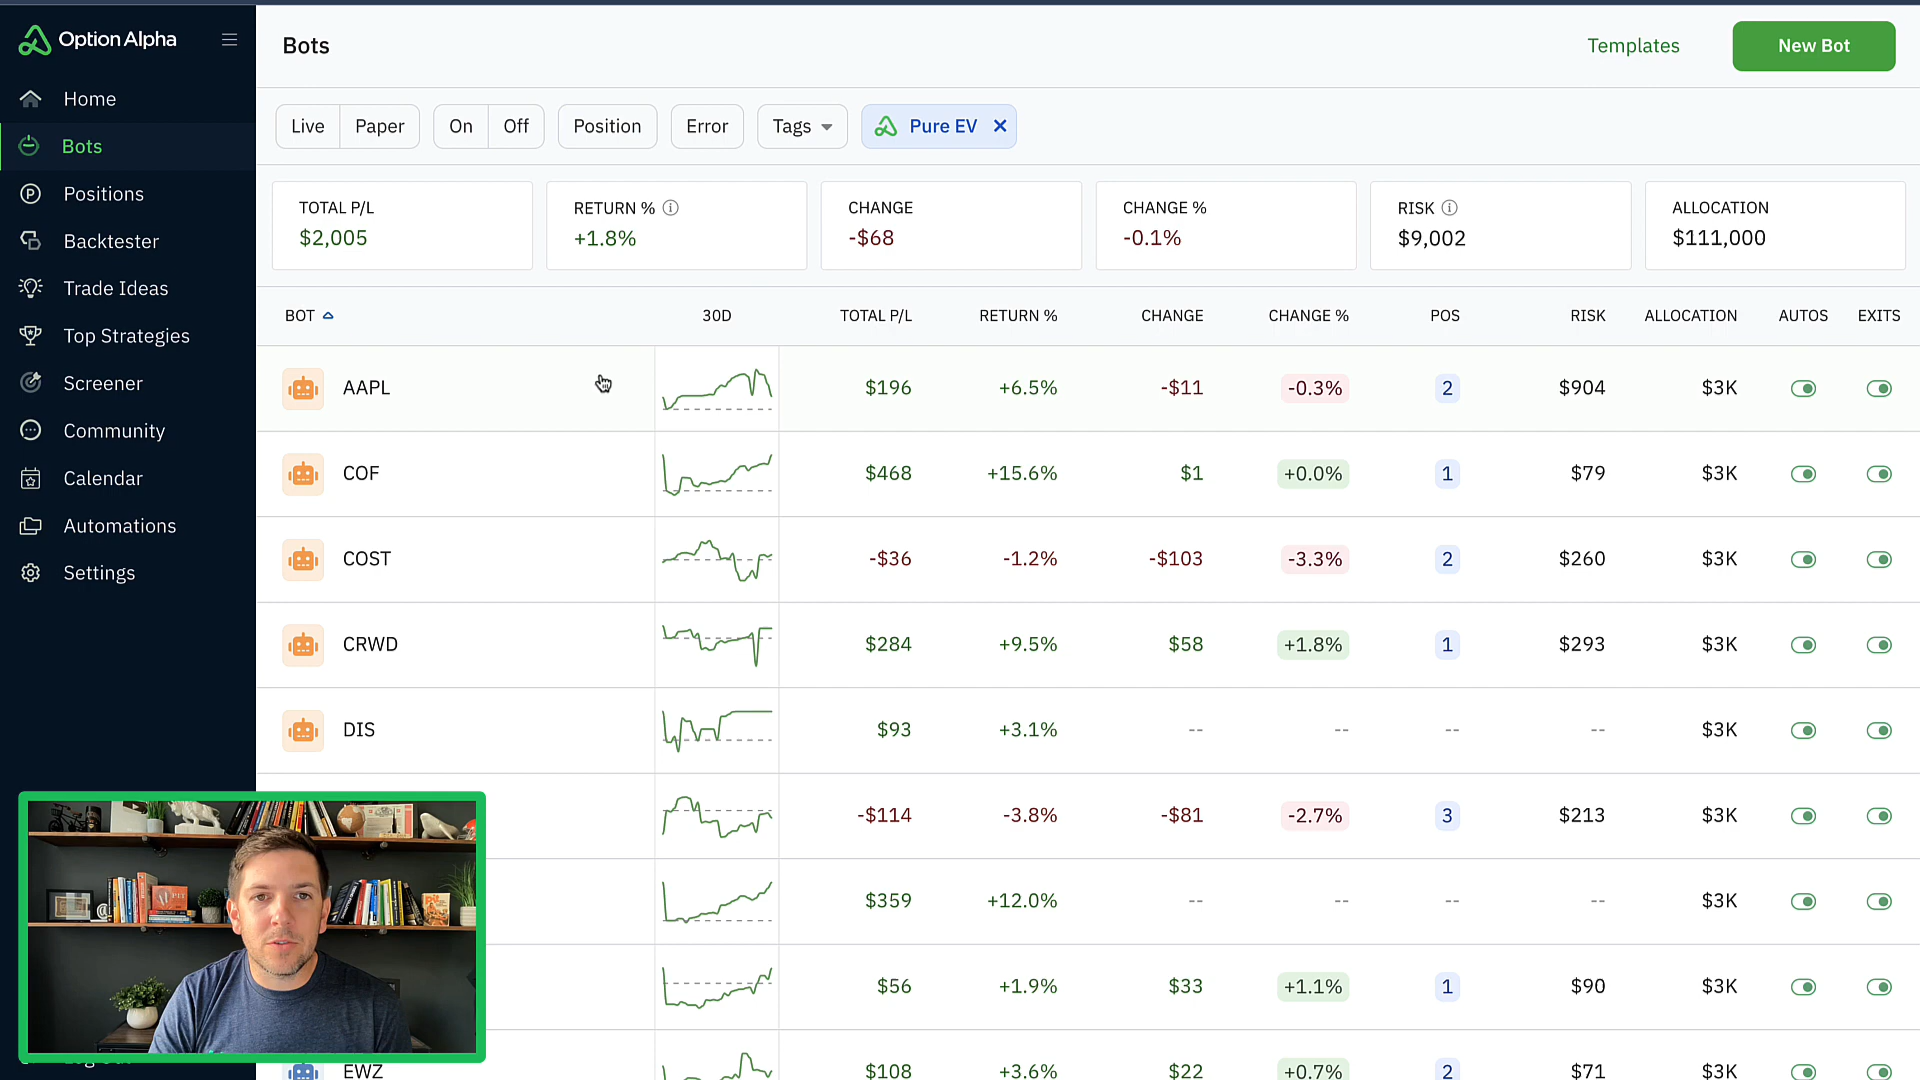 Option Alpha
Bots
Templates
New Bot
Home
Bots
Positions
Backtester
Trade Ideas
Top Strategies
Screener
Community
Calendar
Automations
Settings
Live
Paper
On
Off
Position
Error
Tags
Pure EV
TOTAL P/L
$2,005
RETURN %
+1.8%
CHANGE
-$68
CHANGE %
-0.1%
RISK
$9,002
ALLOCATION
$111,000
BOT 30D TOTAL P/L RETURN % CHANGE CHANGE % POS RISK ALLOCATION AUTOS EXITS
AAPL $196 +6.5% -$11 -0.3% 2 $904 $3K
COF $468 +15.6% $1 +0.0% 1 $79 $3K
COST -$36 -1.2% -$103 -3.3% 2 $260 $3K
CRWD $284 +9.5% $58 +1.8% 1 $293 $3K
DIS $93 +3.1% -- -- -- -- $3K
-$114 -3.8% -$81 -2.7% 3 $213 $3K
$359 +12.0% -- -- -- -- $3K
$56 +1.9% $33 +1.1% 1 $90 $3K
EWZ $108 +3.6% $22 +0.7% 2 $71 $3K